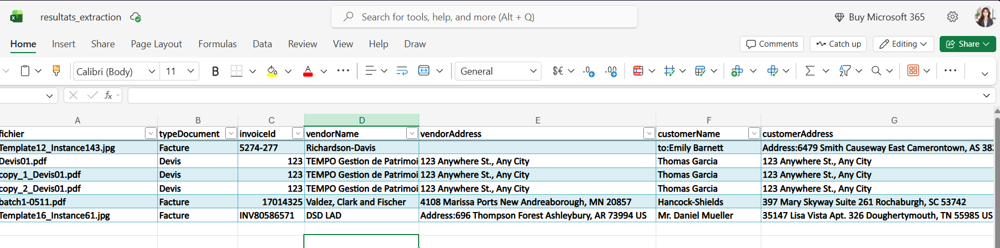 resultats_extraction Search for tools, help, and more (Alt + Q) Buy Microsoft 365
Home Insert Share Page Layout Formulas Data Review View Help Draw Comments Catch up Editing Share
Calibri (Body) 11 B A General $€ .0 .00
fx
A B C D E F G
fichier typeDocument invoiceId vendorName vendorAddress customerName customerAddress
Template12_Instance143.jpg Facture 5274-277 Richardson-Davis to:Emily Barnett Address:6479 Smith Causeway East Camerontown, AS 38
Devis01.pdf Devis 123 TEMPO Gestion de Patrimoi 123 Anywhere St., Any City Thomas Garcia 123 Anywhere St., Any City
copy_1_Devis01.pdf Devis 123 TEMPO Gestion de Patrimoi 123 Anywhere St., Any City Thomas Garcia 123 Anywhere St., Any City
copy_2_Devis01.pdf Devis 123 TEMPO Gestion de Patrimoi 123 Anywhere St., Any City Thomas Garcia 123 Anywhere St., Any City
batch1-0511.pdf Facture 17014325 Valdez, Clark and Fischer 4108 Marissa Ports New Andreaborough, MN 20857 Hancock-Shields 397 Mary Skyway Suite 261 Rochaburgh, SC 53742
Template16_Instance61.jpg Facture INV80586571 DSD LAD Address:696 Thompson Forest Ashleybury, AR 73994 US Mr. Daniel Mueller 35147 Lisa Vista Apt. 326 Doughertymouth, TN 55985 US